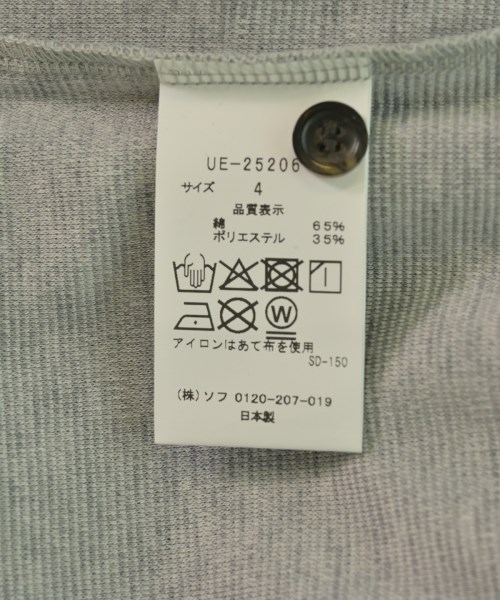 UE-25206
サイズ 4
品質表示
綿 65%
ポリエステル 35%
W
アイロンはあて布を使用
SD-150
(株)ソフ 0120-207-019
日本製